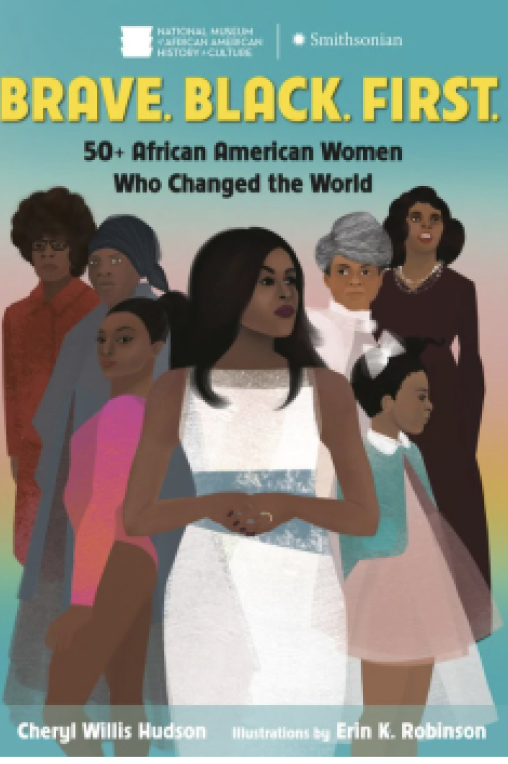 NATIONAL MUSEUM
of AFRICAN AMERICAN
HISTORY & CULTURE
Smithsonian
BRAVE. BLACK. FIRST.
50+ African American Women
Who Changed the World
Cheryl Willis Hudson Illustrations by Erin K. Robinson